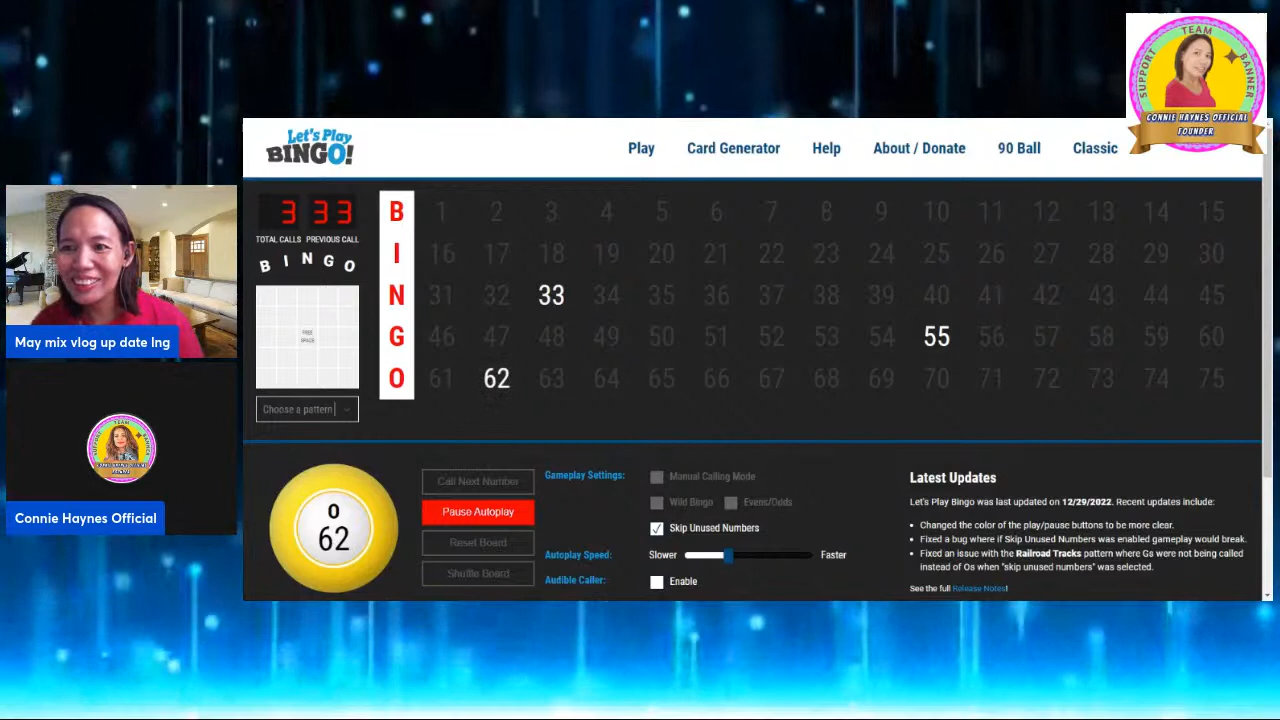 SUPPORT TEAM BANNER
CONNIE HAYNES OFFICIAL
FOUNDER
Let's Play
BINGO!
Play
Card Generator
Help
About / Donate
90 Ball
Classic
3 33
TOTAL CALLS PREVIOUS CALL
B I N G O
FREE
SPACE
Choose a pattern
B 1 2 3 4 5 6 7 8 9 10 11 12 13 14 15
I 16 17 18 19 20 21 22 23 24 25 26 27 28 29 30
N 31 32 33 34 35 36 37 38 39 40 41 42 43 44 45
G 46 47 48 49 50 51 52 53 54 55 56 57 58 59 60
O 61 62 63 64 65 66 67 68 69 70 71 72 73 74 75
May mix vlog up date lng
SUPPORT TEAM BANNER
CONNIE HAYNES OFFICIAL
Connie Haynes Official
O
62
Call Next Number
Pause Autoplay
Reset Board
Shuffle Board
Gameplay Settings:
Manual Calling Mode
Wild Bingo
Evens/Odds
Skip Unused Numbers
Autoplay Speed:
Slower
Faster
Audible Caller:
Enable
Latest Updates
Let's Play Bingo was last updated on 12/29/2022. Recent updates include:
Changed the color of the play/pause buttons to be more clear.
Fixed a bug where if Skip Unused Numbers was enabled gameplay would break.
Fixed an issue with the Railroad Tracks pattern where Gs were not being called
instead of Os when "skip unused numbers" was selected.
See the full Release Notes!